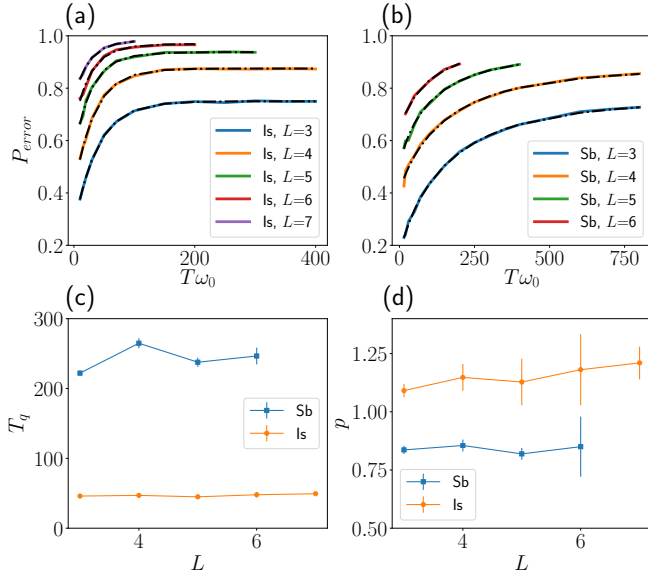 (a)
(b)
P_error
1.0
0.8
0.6
0.4
0.2
Is, L=3
Is, L=4
Is, L=5
Is, L=6
Is, L=7
0
200
400
Tω₀
1.0
0.8
0.6
0.4
0.2
Sb, L=3
Sb, L=4
Sb, L=5
Sb, L=6
0
250
500
750
Tω₀
(c)
(d)
T_q
300
200
100
0
Sb
Is
4
6
L
p
1.25
1.00
0.75
0.50
Sb
Is
4
6
L